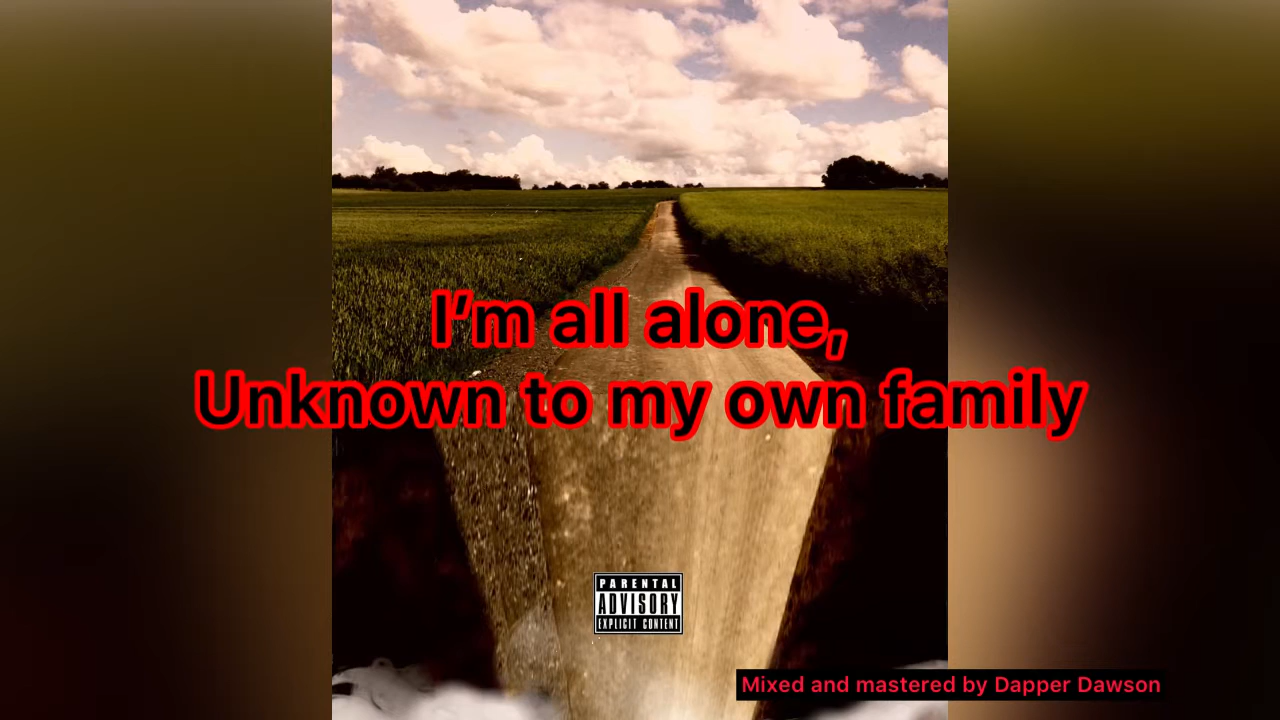 I’m all alone,
Unknown to my own family
PARENTAL
ADVISORY
EXPLICIT CONTENT
Mixed and mastered by Dapper Dawson